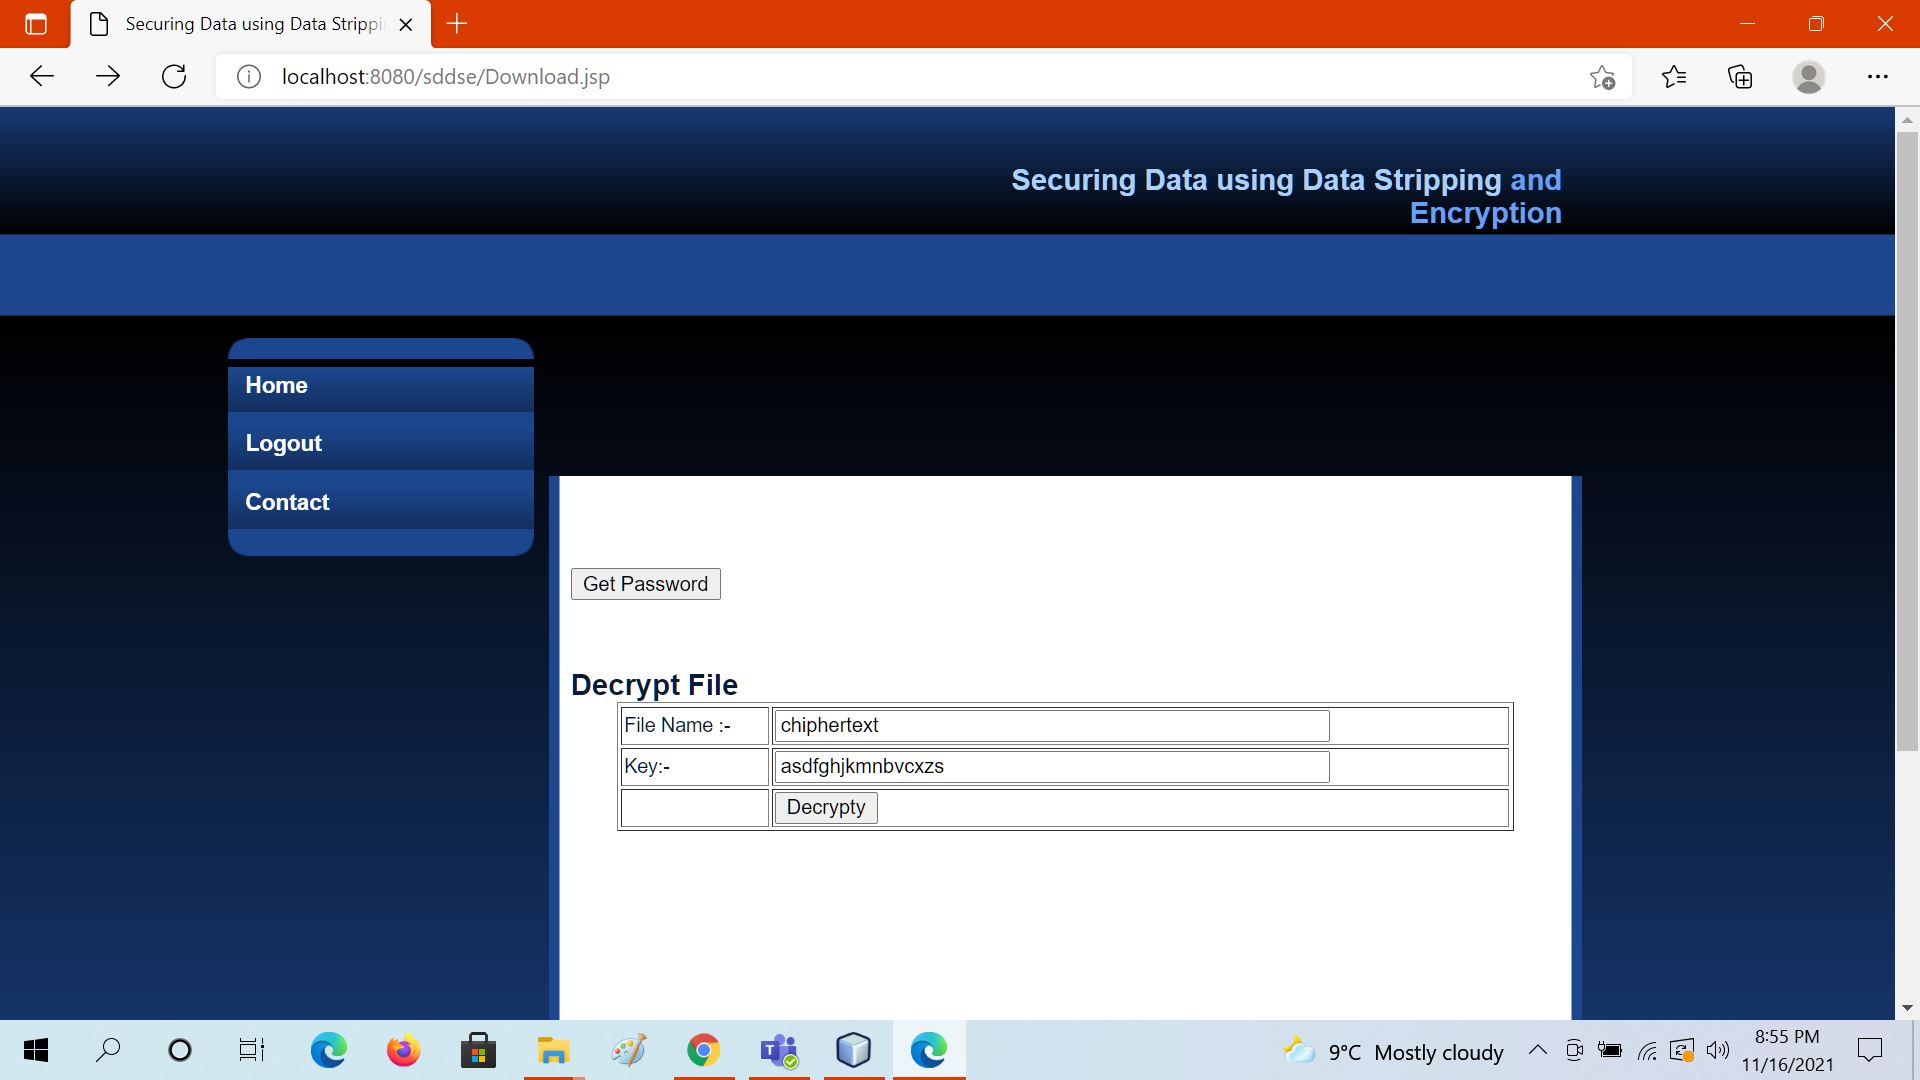 Securing Data using Data Strippi
localhost:8080/sddse/Download.jsp
Securing Data using Data Stripping and
Encryption
Home
Logout
Contact
Get Password
Decrypt File
File Name :- chiphertext
Key:- asdfghjkmnbvcxzs
Decrypty
9°C Mostly cloudy
8:55 PM
11/16/2021